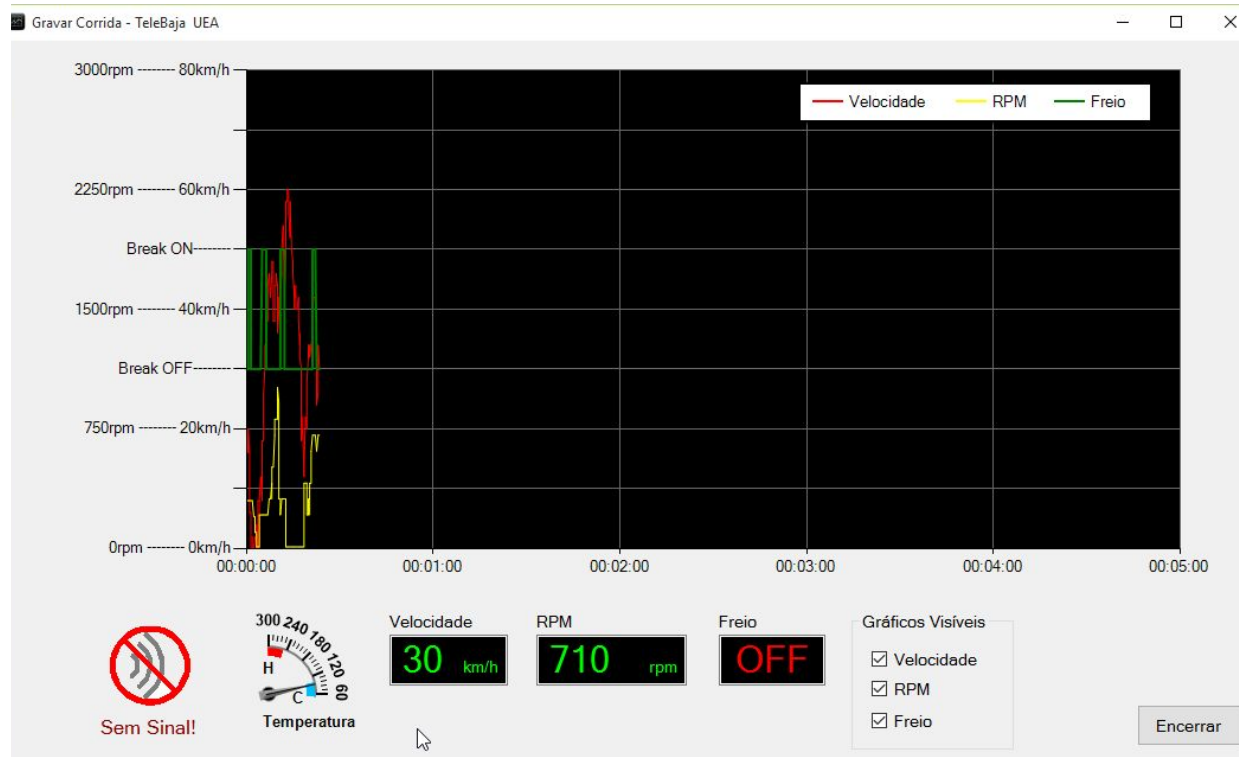 Gravar Corrida - TeleBaja UEA
3000rpm -------- 80km/h
Velocidade RPM Freio
2250rpm -------- 60km/h
Break ON--------
1500rpm -------- 40km/h
Break OFF--------
750rpm -------- 20km/h
0rpm -------- 0km/h
00:00:00 00:01:00 00:02:00 00:03:00 00:04:00 00:05:00
300 240 180 120 60
H
C
Temperatura
Sem Sinal!
Velocidade RPM Freio
30 km/h 710 rpm OFF
Gráficos Visíveis
Velocidade
RPM
Freio
Encerrar